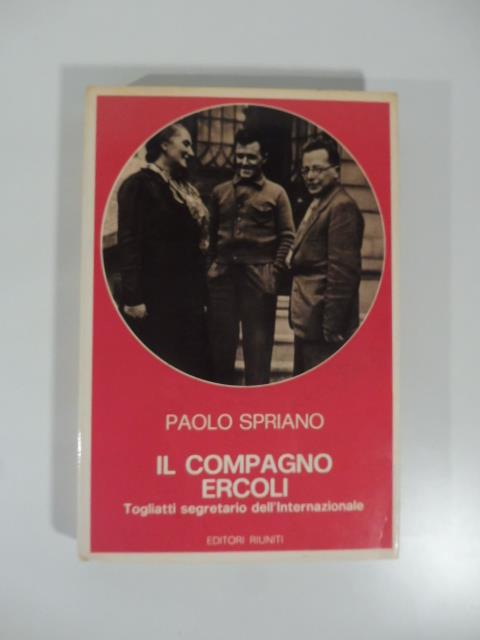 PAOLO SPRIANO
IL COMPAGNO
ERCOLI
Togliatti segretario dell'Internazionale
EDITORI RIUNITI